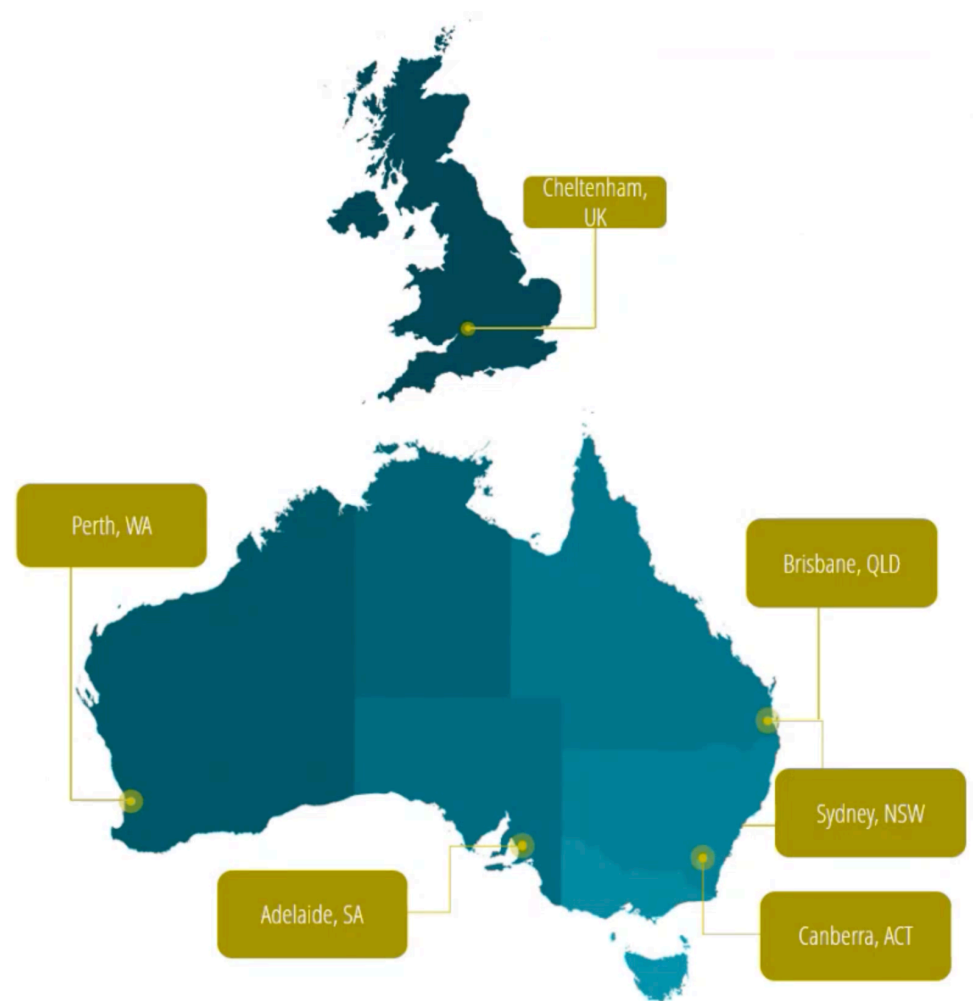 Cheltenham,
UK
Perth, WA
Brisbane, QLD
Sydney, NSW
Adelaide, SA
Canberra, ACT